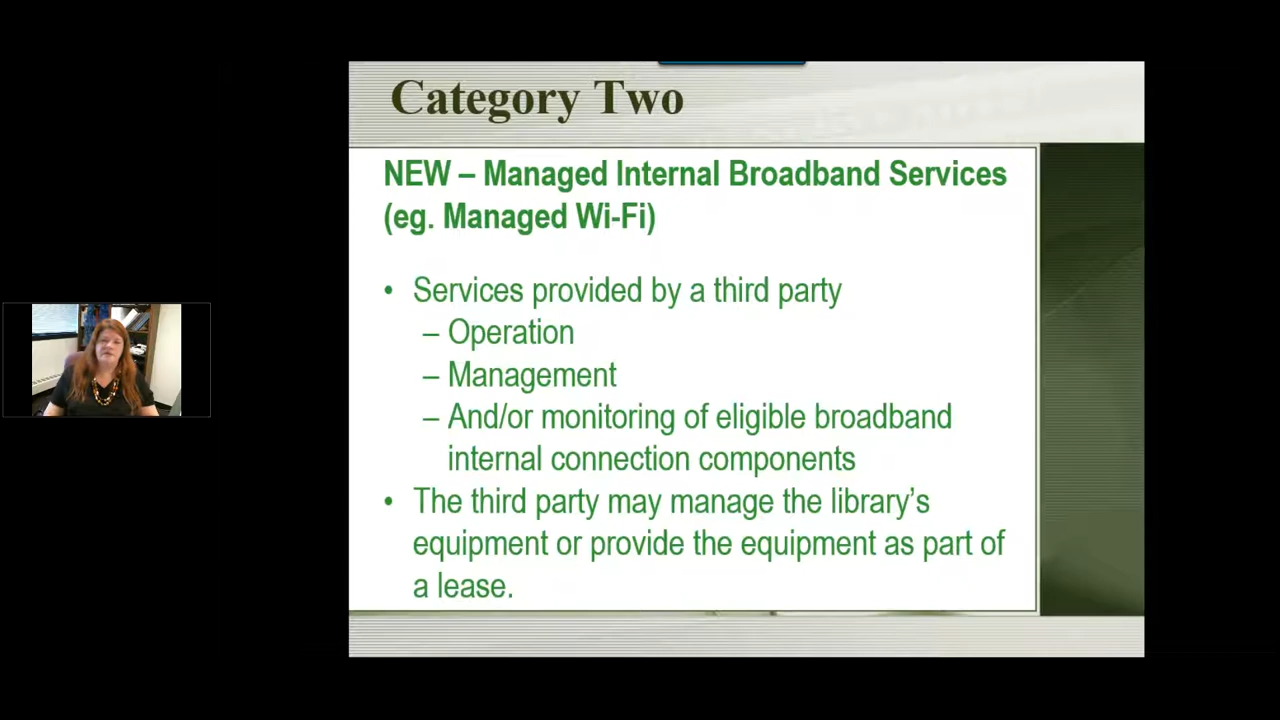 Category Two
NEW – Managed Internal Broadband Services
(eg. Managed Wi-Fi)
• Services provided by a third party
– Operation
– Management
– And/or monitoring of eligible broadband
internal connection components
• The third party may manage the library’s
equipment or provide the equipment as part of
a lease.